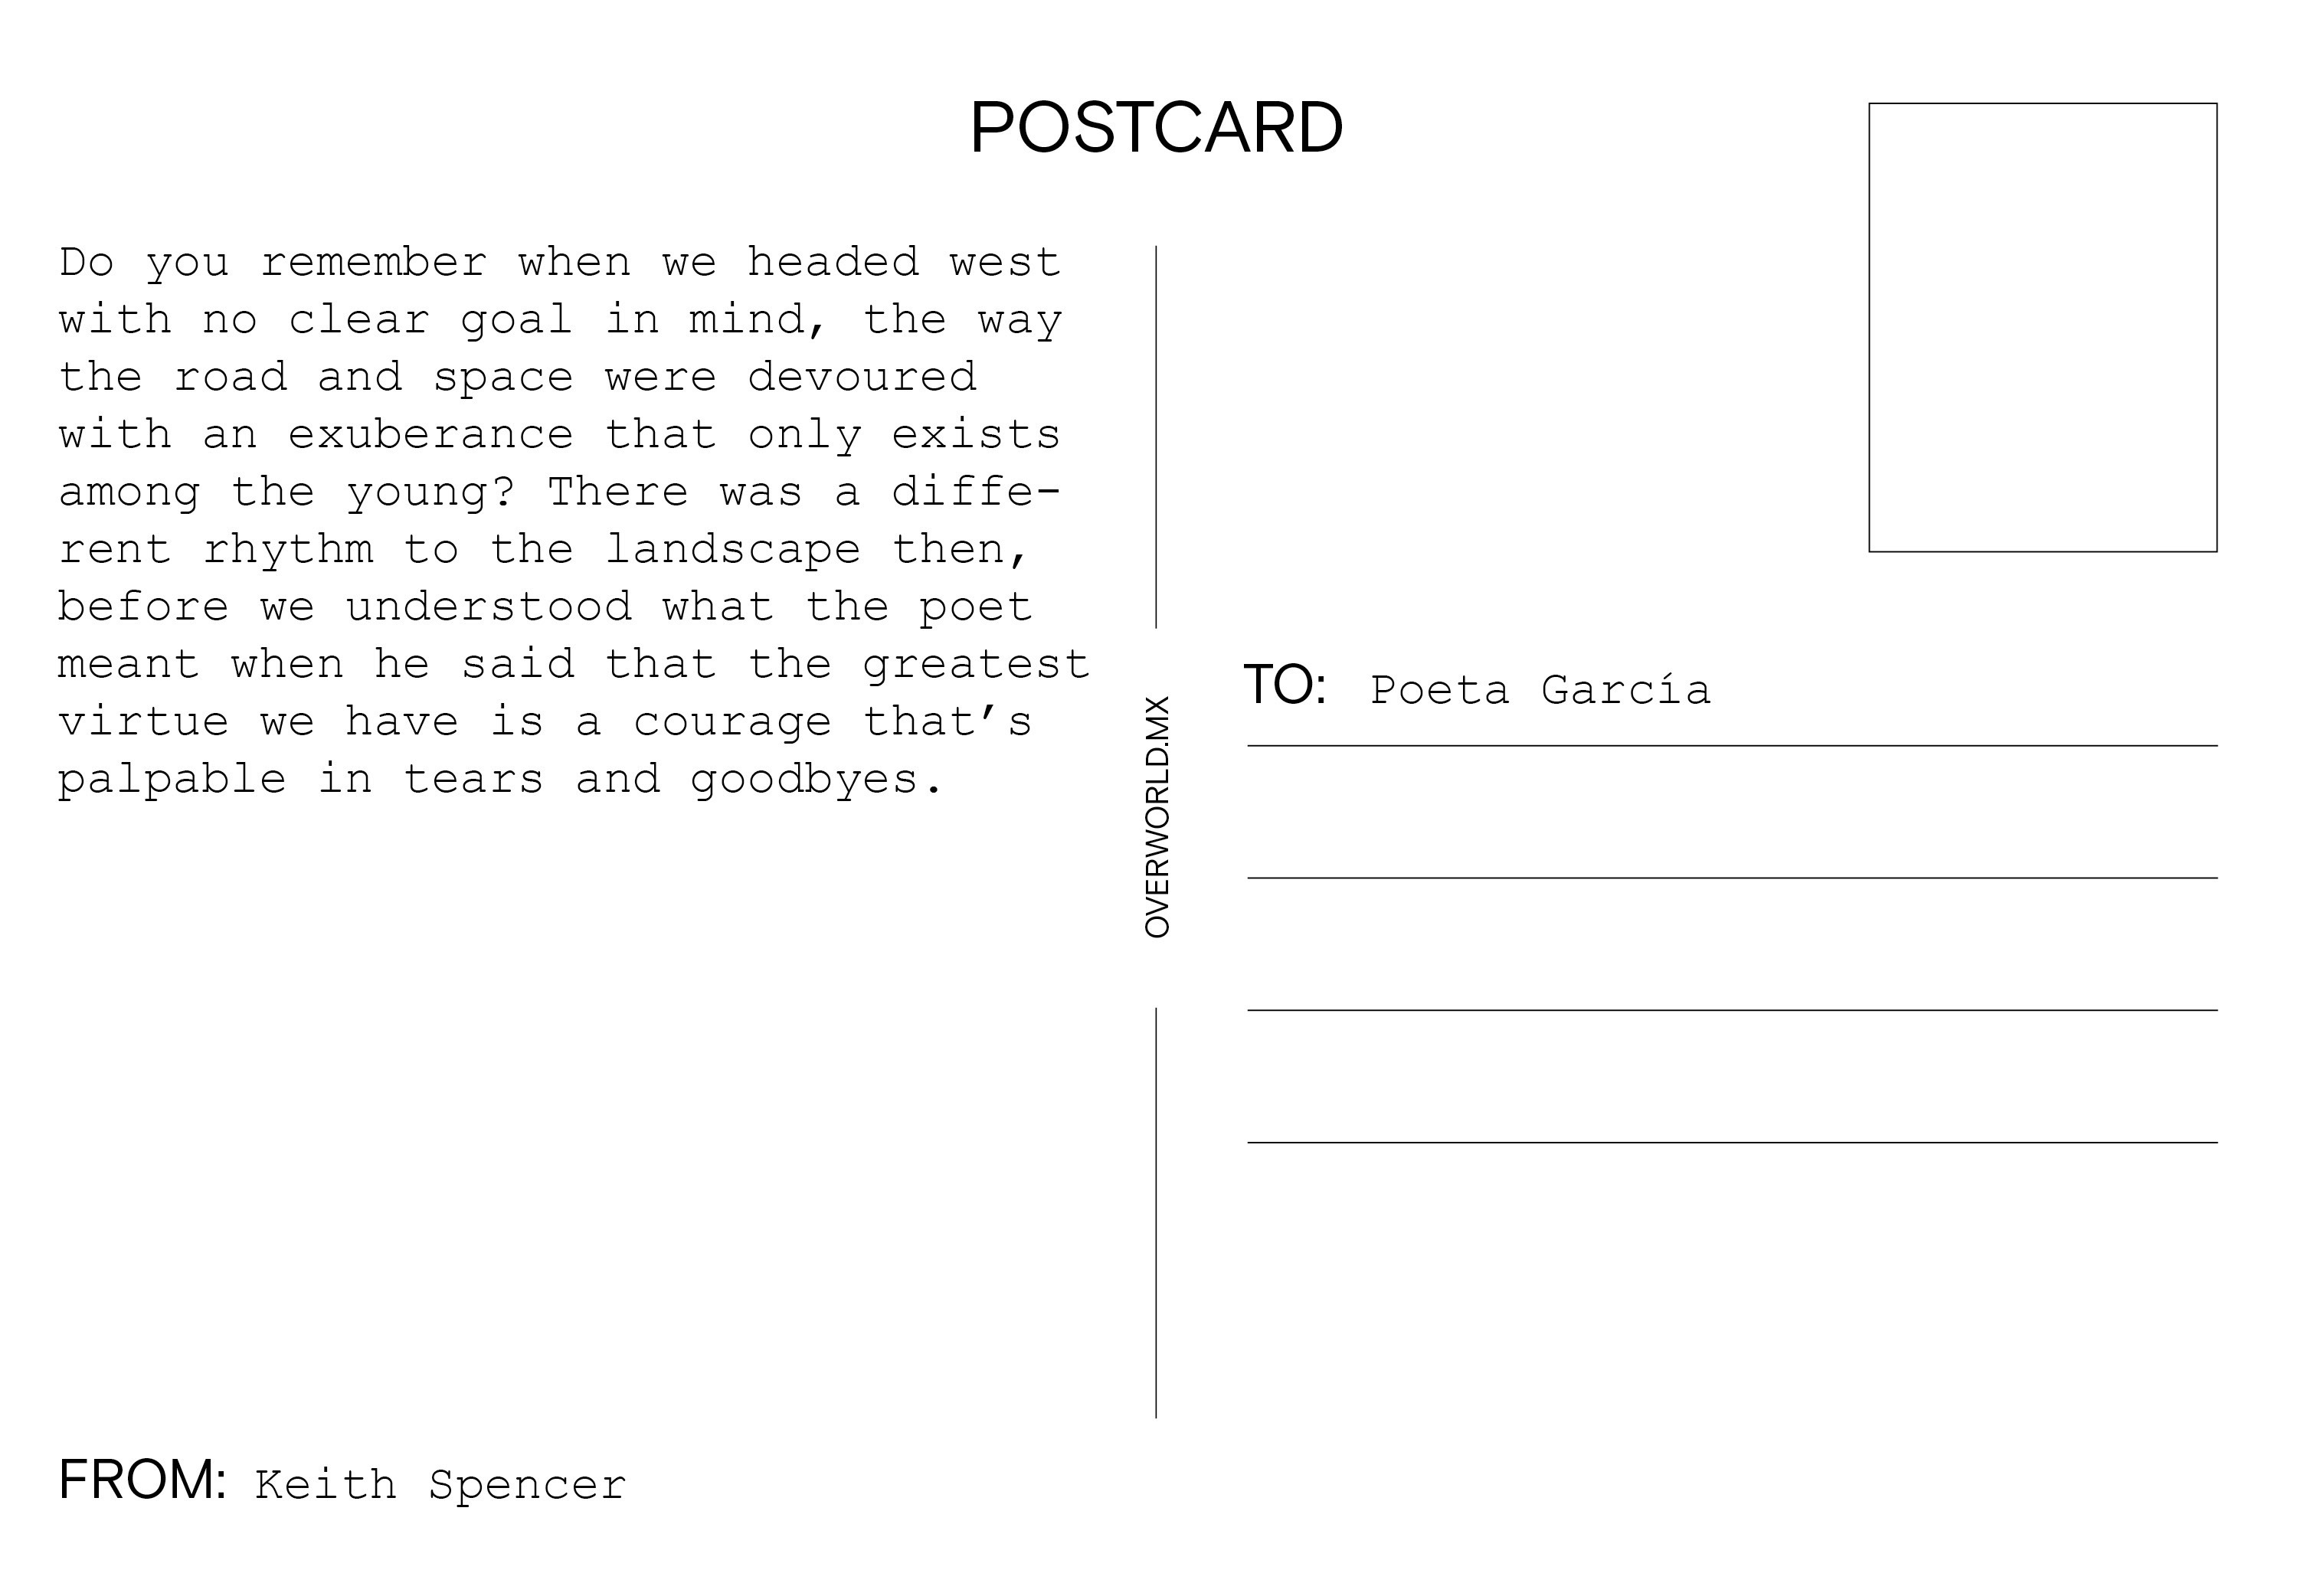 POSTCARD
Do you remember when we headed west
with no clear goal in mind, the way
the road and space were devoured
with an exuberance that only exists
among the young? There was a diffe-
rent rhythm to the landscape then,
before we understood what the poet
meant when he said that the greatest
virtue we have is a courage that’s
palpable in tears and goodbyes.
FROM: Keith Spencer
OVERWORLD.MX
TO: Poeta García